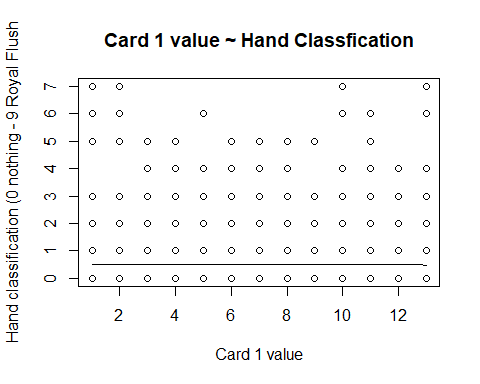 Card 1 value ~ Hand Classfication
Hand classification (0 nothing - 9 Royal Flush
7
6
5
4
3
2
1
0
2 4 6 8 10 12
Card 1 value